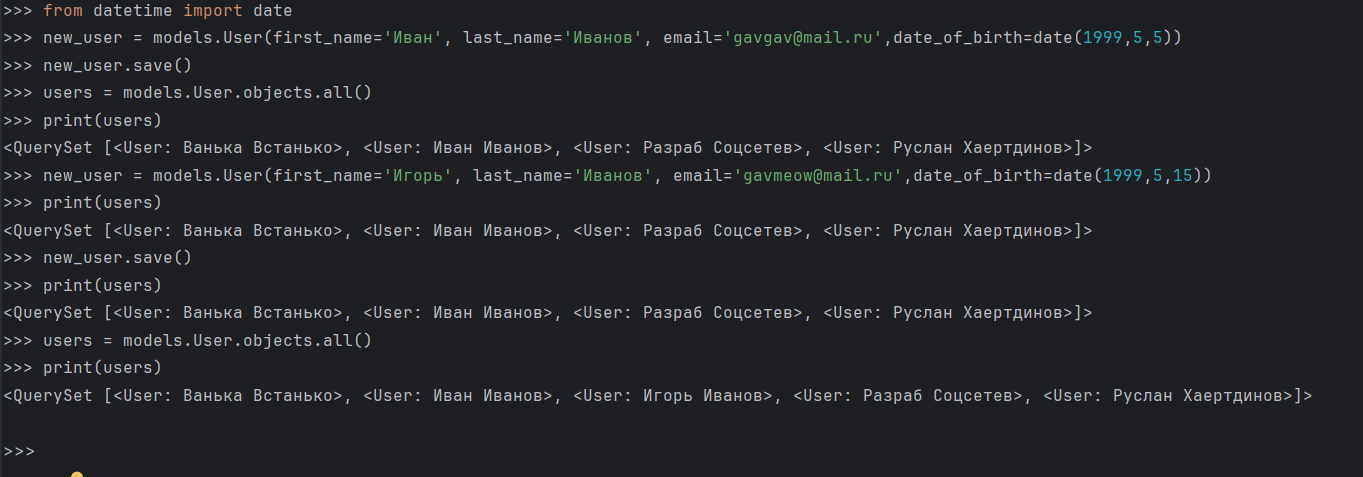 >>> from datetime import date
>>> new_user = models.User(first_name='Иван', last_name='Иванов', email='gavgav@mail.ru',date_of_birth=date(1999,5,5))
>>> new_user.save()
>>> users = models.User.objects.all()
>>> print(users)
<QuerySet [<User: Ванька Встанько>, <User: Иван Иванов>, <User: Разраб Соцсетев>, <User: Руслан Хаертдинов>]>
>>> new_user = models.User(first_name='Игорь', last_name='Иванов', email='gavmeow@mail.ru',date_of_birth=date(1999,5,15))
>>> print(users)
<QuerySet [<User: Ванька Встанько>, <User: Иван Иванов>, <User: Разраб Соцсетев>, <User: Руслан Хаертдинов>]>
>>> new_user.save()
>>> print(users)
<QuerySet [<User: Ванька Встанько>, <User: Иван Иванов>, <User: Разраб Соцсетев>, <User: Руслан Хаертдинов>]>
>>> users = models.User.objects.all()
>>> print(users)
<QuerySet [<User: Ванька Встанько>, <User: Иван Иванов>, <User: Игорь Иванов>, <User: Разраб Соцсетев>, <User: Руслан Хаертдинов>]>
>>>